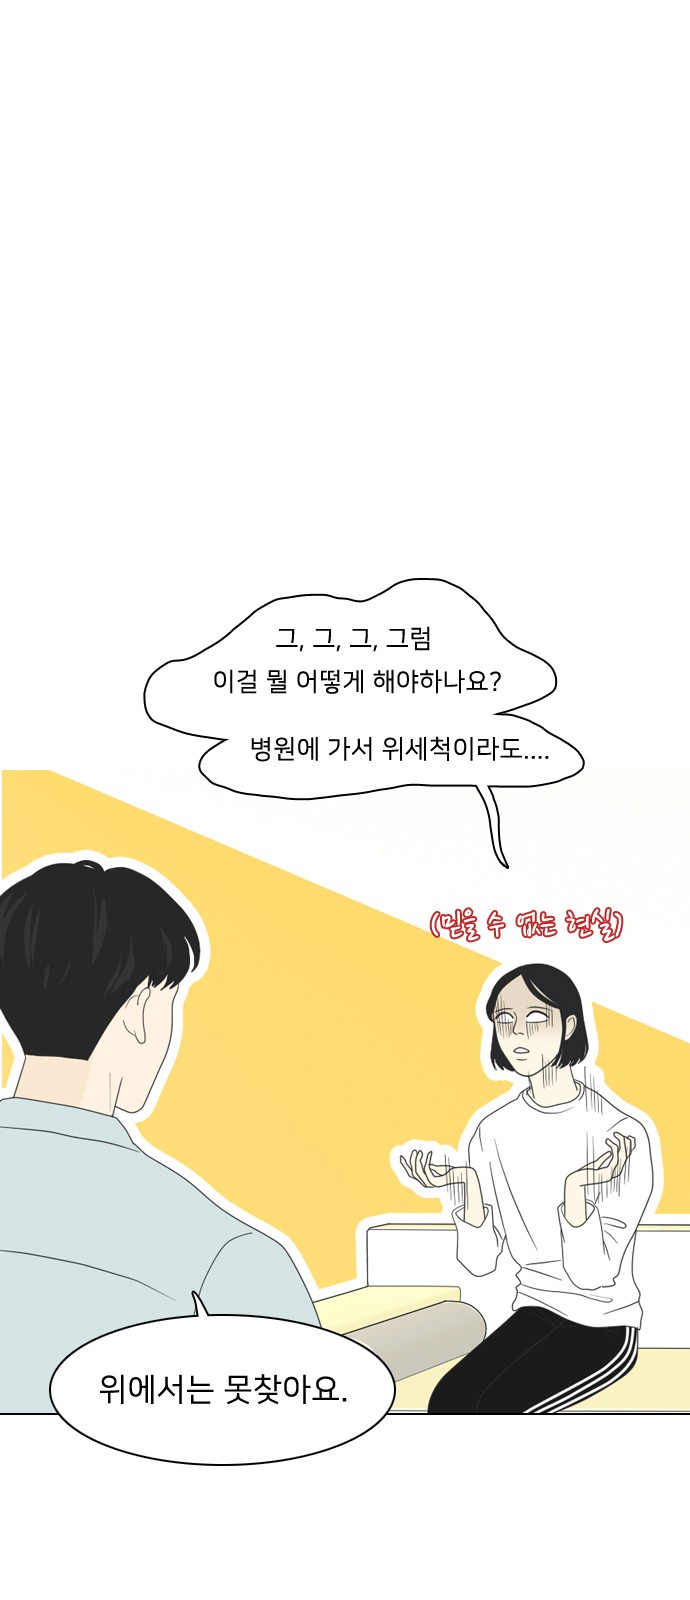 그, 그, 그, 그럼
이걸 뭘 어떻게 해야하나요?
병원에 가서 위세척이라도....
(믿을 수 없는 현실)
위에서는 못찾아요.